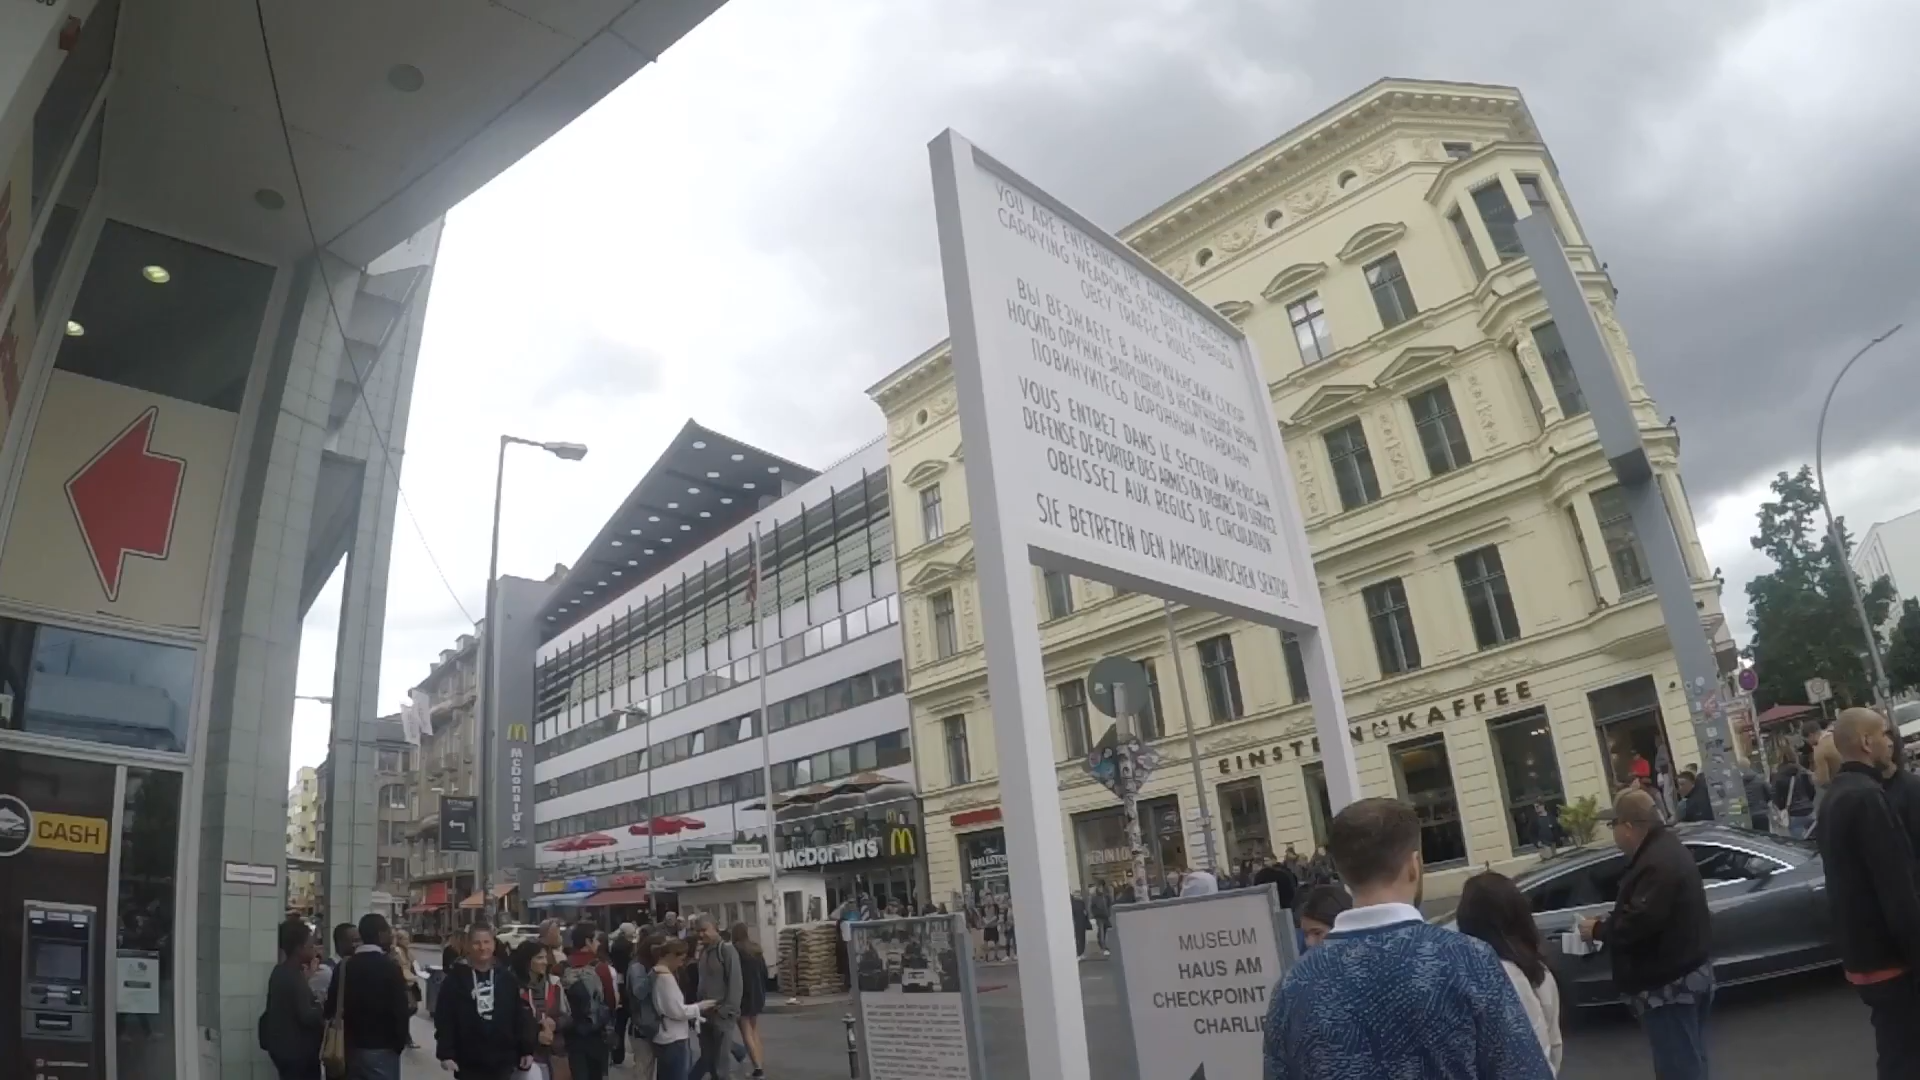 YOU ARE ENTERING THE AMERICAN SECTOR
CARRYING WEAPONS OFF DUTY FORBIDDEN
OBEY TRAFFIC RULES
ВЫ ВЕЗЖАЕТЕ В АМЕРИКАНСКИЙ СЕКТОР
НОСИТЬ ОРУЖИЕ ЗАПРЕЩЕНО В НЕСЛУЖЕБНОЕ ВРЕМЯ
ПОВИНУЙТЕСЬ ДОРОЖНЫМ ПРАВИЛАМ
VOUS ENTREZ DANS LE SECTEUR AMERICAIN
DEFENSE DE PORTER DES ARMES EN DEHORS DU SERVICE
OBEISSEZ AUX REGLES DE CIRCULATION
SIE BETRETEN DEN AMERIKANISCHEN SEKTOR
EINSTEIN KAFFEE
McDonald's
McDonald's
CASH
MUSEUM
HAUS AM
CHECKPOINT
CHARLIE